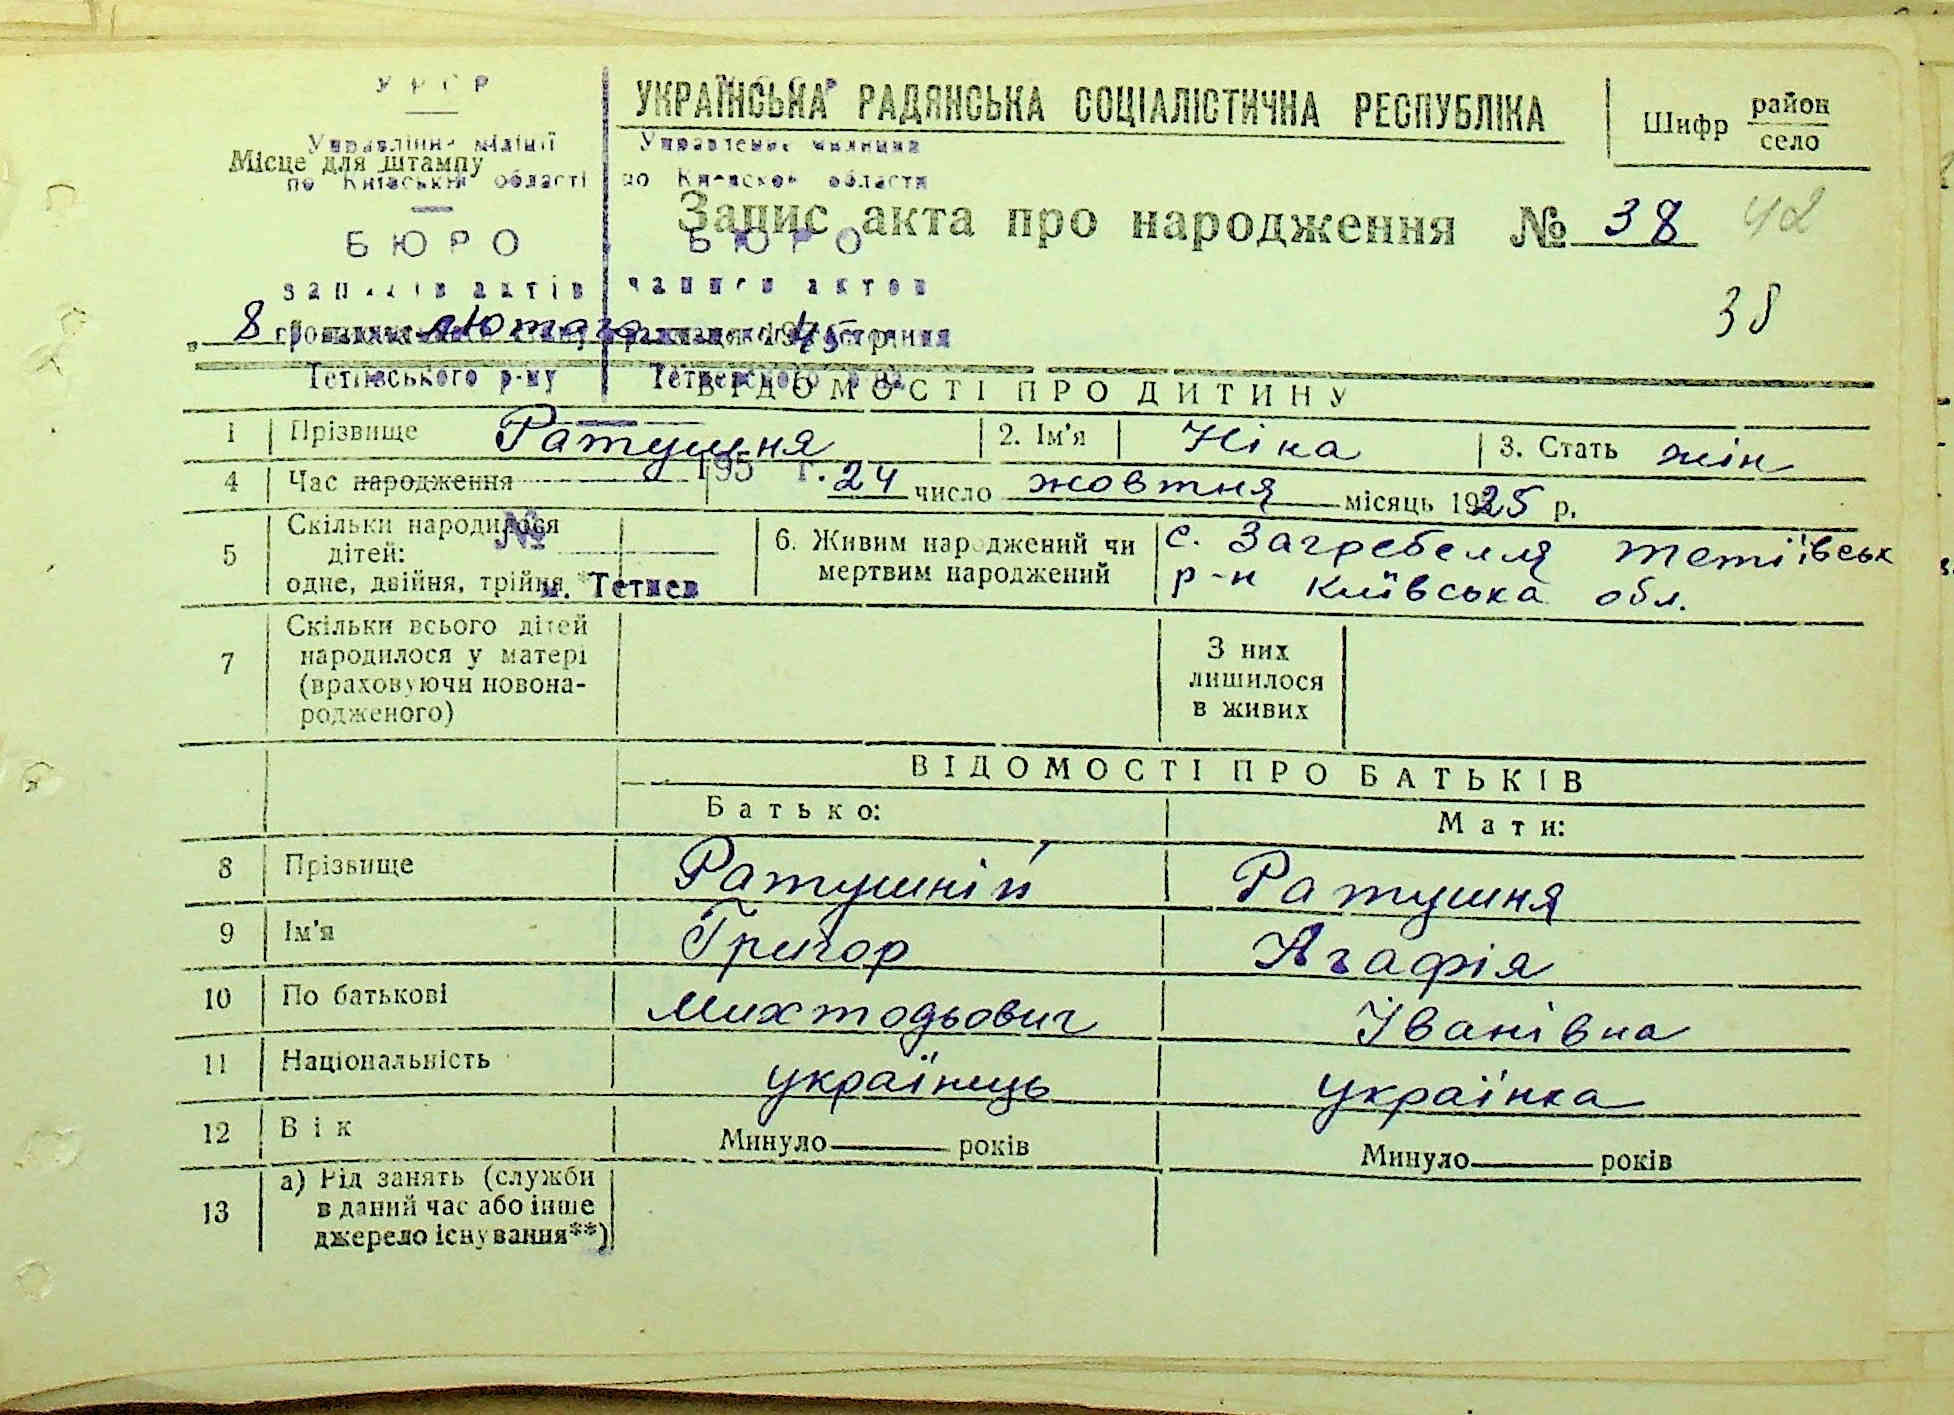 УРСР
УКРАЇНСЬКА РАДЯНСЬКА СОЦІАЛІСТИЧНА РЕСПУБЛІКА
Шифр район
село
Управління міліції
по Київській області
Управление милиции
по Киевской области
Місце для штампу
Запис акта про народження № 38 42
БЮРО
БЮРО
записів актів
записи актов
38
„ 8 лютого 1945 р.
Тетіївського р-ну
Тетиевского р-на
ВІДОМОСТІ ПРО ДИТИНУ
1 Прізвище Ратушня 2. Ім'я Ніна 3. Стать жін
195 г.
4 Час народження 24 число жовтня місяць 1925 р.
5 Скільки народилося
дітей:
одне, двійня, трійня *
№
м. Тетиев
6. Живим народжений чи
мертвим народжений
с. Загребелля Тетіївськ
р-н Київська обл.
7 Скільки всього дітей
народилося у матері
(враховуючи новона-
родженого)
З них
лишилося
в живих
ВІДОМОСТІ ПРО БАТЬКІВ
Батько: Мати:
8 Прізвище Ратушній Ратушня
9 Ім'я Григор Агафія
10 По батькові Михтодьович Іванівна
11 Національність українець українка
12 Вік Минуло років Минуло років
13 а) Рід занять (служби
в даний час або інше
джерело існування**)